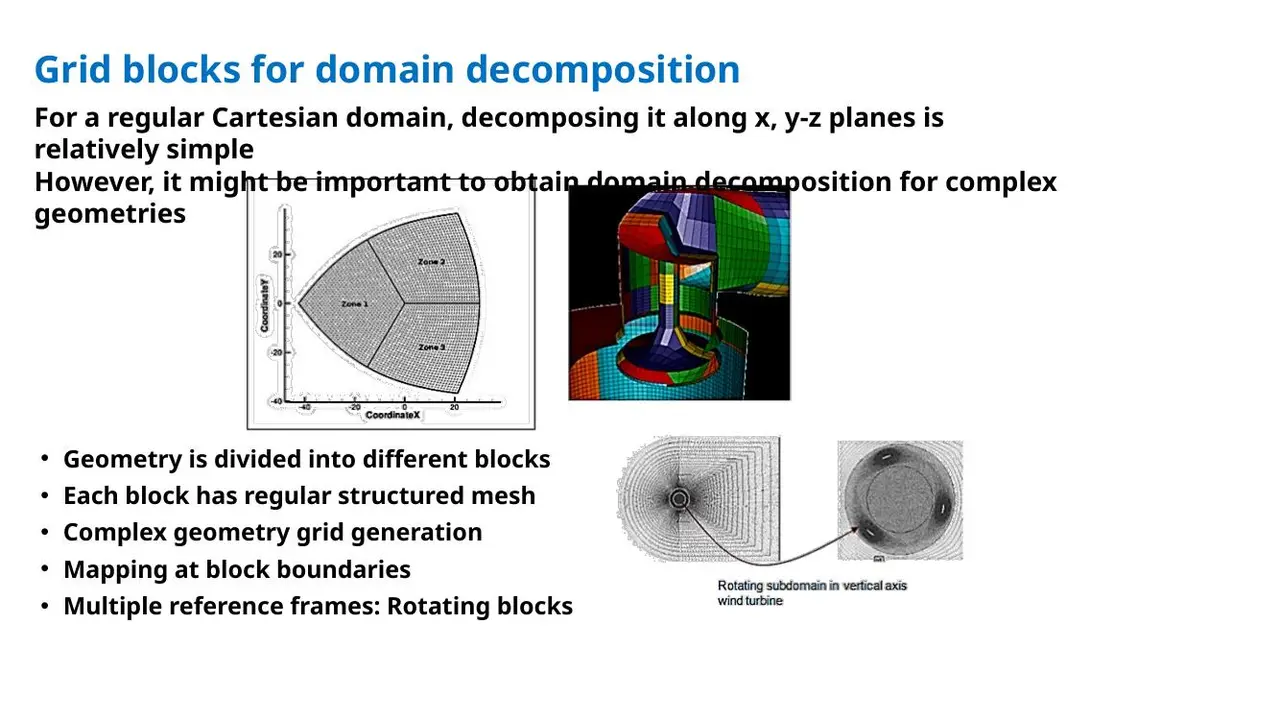 Grid blocks for domain decomposition
For a regular Cartesian domain, decomposing it along x, y-z planes is
relatively simple
However, it might be important to obtain domain decomposition for complex
geometries
CoordinateY
20
0
-20
-40
Zone 2
Zone 1
Zone 3
-40 -20 0 20
CoordinateX
• Geometry is divided into different blocks
• Each block has regular structured mesh
• Complex geometry grid generation
• Mapping at block boundaries
• Multiple reference frames: Rotating blocks
Rotating subdomain in vertical axis
wind turbine